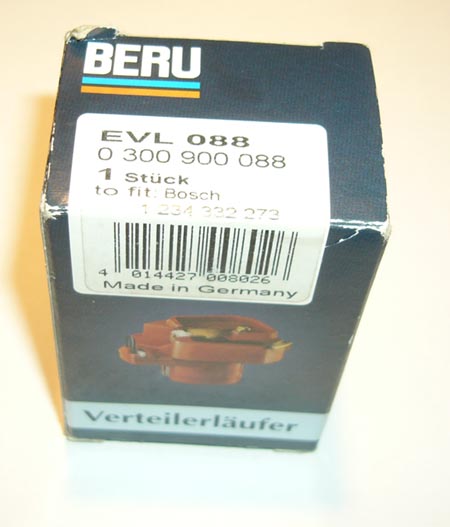 BERU
EVL 088
0 300 900 088
1 Stück
to fit: Bosch
1 234 332 273
4 014427 008026
Made in Germany
Verteilerläufer